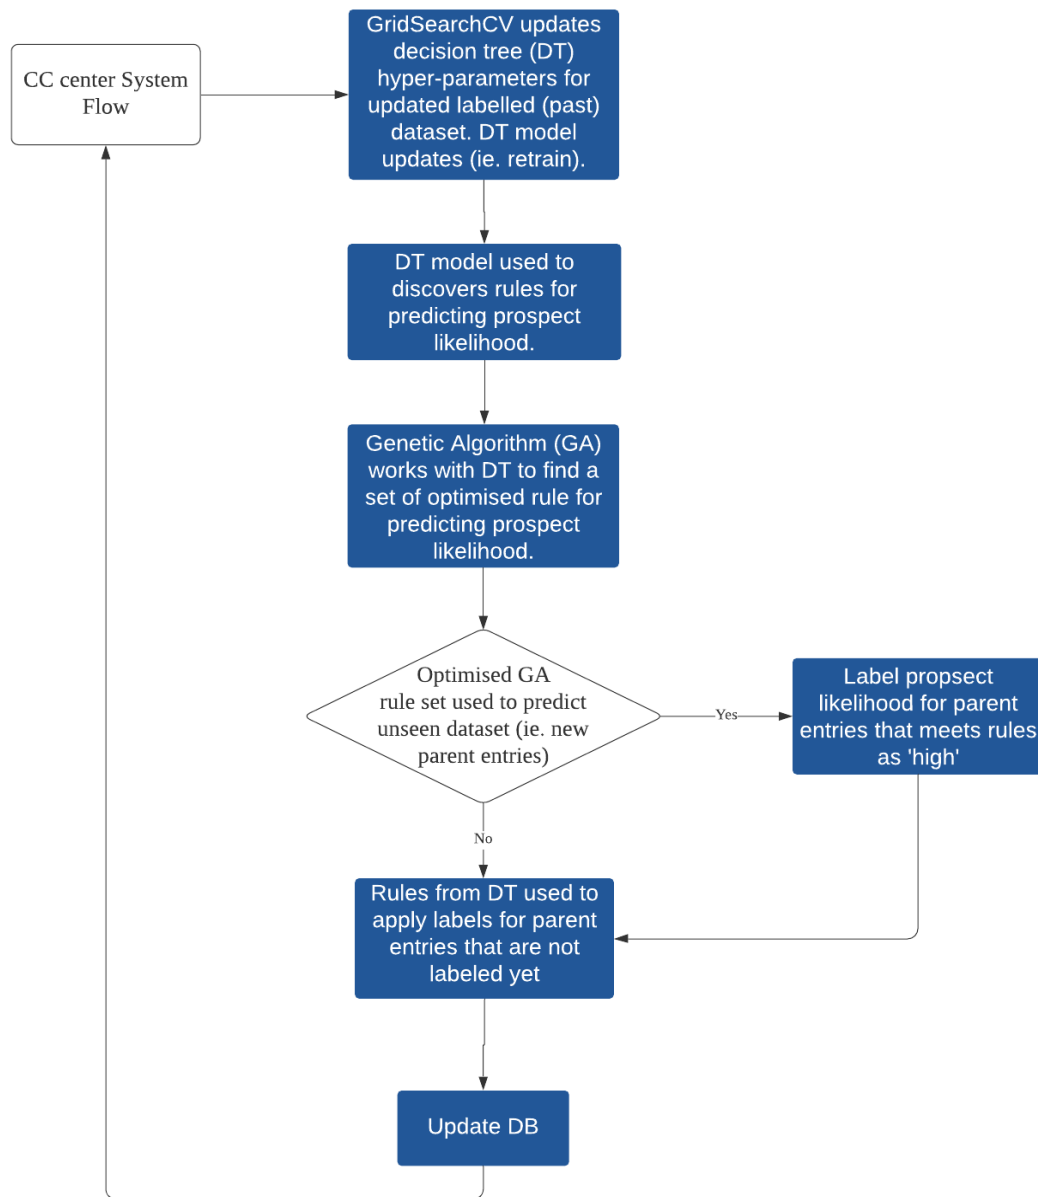 GridSearchCV updates
decision tree (DT)
hyper-parameters for
updated labelled (past)
dataset. DT model
updates (ie. retrain).
CC center System
Flow
DT model used to
discovers rules for
predicting prospect
likelihood.
Genetic Algorithm (GA)
works with DT to find a
set of optimised rule for
predicting prospect
likelihood.
Optimised GA
rule set used to predict
unseen dataset (ie. new
parent entries)
Yes
Label propsect
likelihood for parent
entries that meets rules
as 'high'
No
Rules from DT used to
apply labels for parent
entries that are not
labeled yet
Update DB